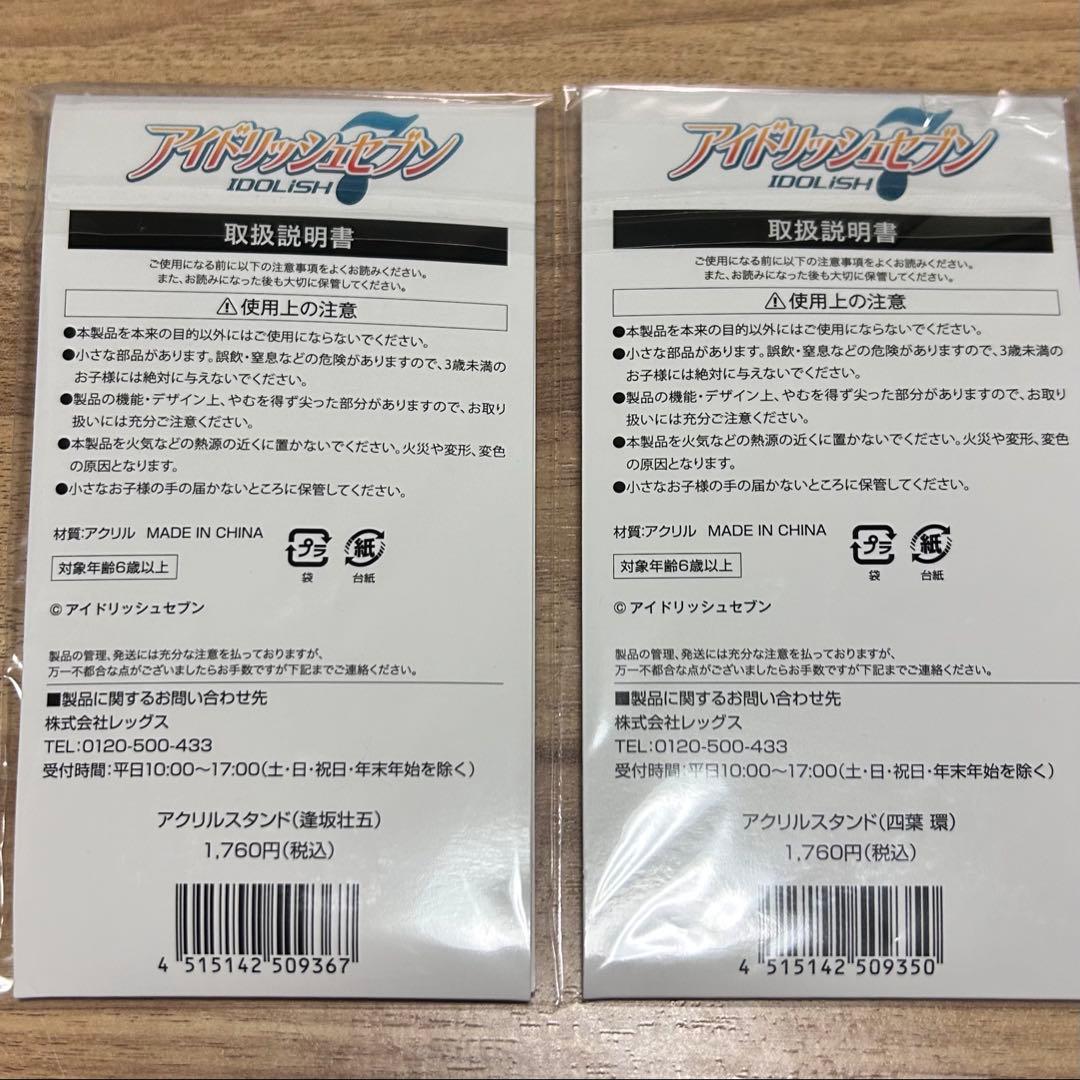 アイドリッシュセブン
7
IDOLiSH
取扱説明書
ご使用になる前に以下の注意事項をよくお読みください。
また、お読みになった後も大切に保管してください。
⚠使用上の注意
●本製品を本来の目的以外にはご使用にならないでください。
●小さな部品があります。誤飲・窒息などの危険がありますので、3歳未満の
お子様には絶対に与えないでください。
●製品の機能・デザイン上、やむを得ず尖った部分がありますので、お取り
扱いには充分ご注意ください。
●本製品を火気などの熱源の近くに置かないでください。火災や変形、変色
の原因となります。
●小さなお子様の手の届かないところに保管してください。
材質:アクリル MADE IN CHINA
プラ
袋
紙
台紙
対象年齢6歳以上
© アイドリッシュセブン
製品の管理、発送には充分な注意を払っておりますが、
万一不都合な点がございましたらお手数ですが下記までご連絡ください。
■製品に関するお問い合わせ先
株式会社レッグス
TEL:0120-500-433
受付時間:平日10:00～17:00(土・日・祝日・年末年始を除く)
アクリルスタンド(逢坂壮五)
1,760円(税込)
4 515142 509367
アイドリッシュセブン
7
IDOLiSH
取扱説明書
ご使用になる前に以下の注意事項をよくお読みください。
また、お読みになった後も大切に保管してください。
⚠使用上の注意
●本製品を本来の目的以外にはご使用にならないでください。
●小さな部品があります。誤飲・窒息などの危険がありますので、3歳未満の
お子様には絶対に与えないでください。
●製品の機能・デザイン上、やむを得ず尖った部分がありますので、お取り
扱いには充分ご注意ください。
●本製品を火気などの熱源の近くに置かないでください。火災や変形、変色
の原因となります。
●小さなお子様の手の届かないところに保管してください。
材質:アクリル MADE IN CHINA
プラ
袋
紙
台紙
対象年齢6歳以上
© アイドリッシュセブン
製品の管理、発送には充分な注意を払っておりますが、
万一不都合な点がございましたらお手数ですが下記までご連絡ください。
■製品に関するお問い合わせ先
株式会社レッグス
TEL:0120-500-433
受付時間:平日10:00～17:00(土・日・祝日・年末年始を除く)
アクリルスタンド(四葉 環)
1,760円(税込)
4 515142 509350